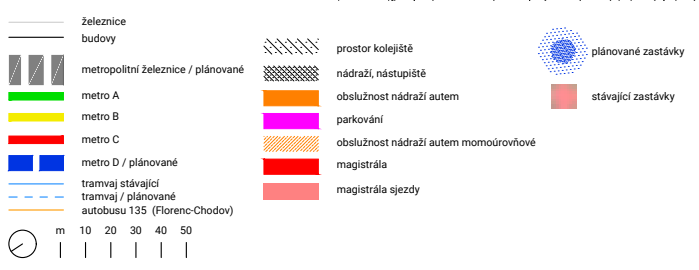 železnice
budovy
metropolitní železnice / plánované
metro A
metro B
metro C
metro D / plánované
tramvaj stávající
tramvaj / plánované
autobusu 135 (Florenc-Chodov)
m 10 20 30 40 50
prostor kolejiště
nádraží, nástupiště
obslužnost nádraží autem
parkování
obslužnost nádraží autem momoúrovňové
magistrála
magistrála sjezdy
plánované zastávky
stávající zastávky